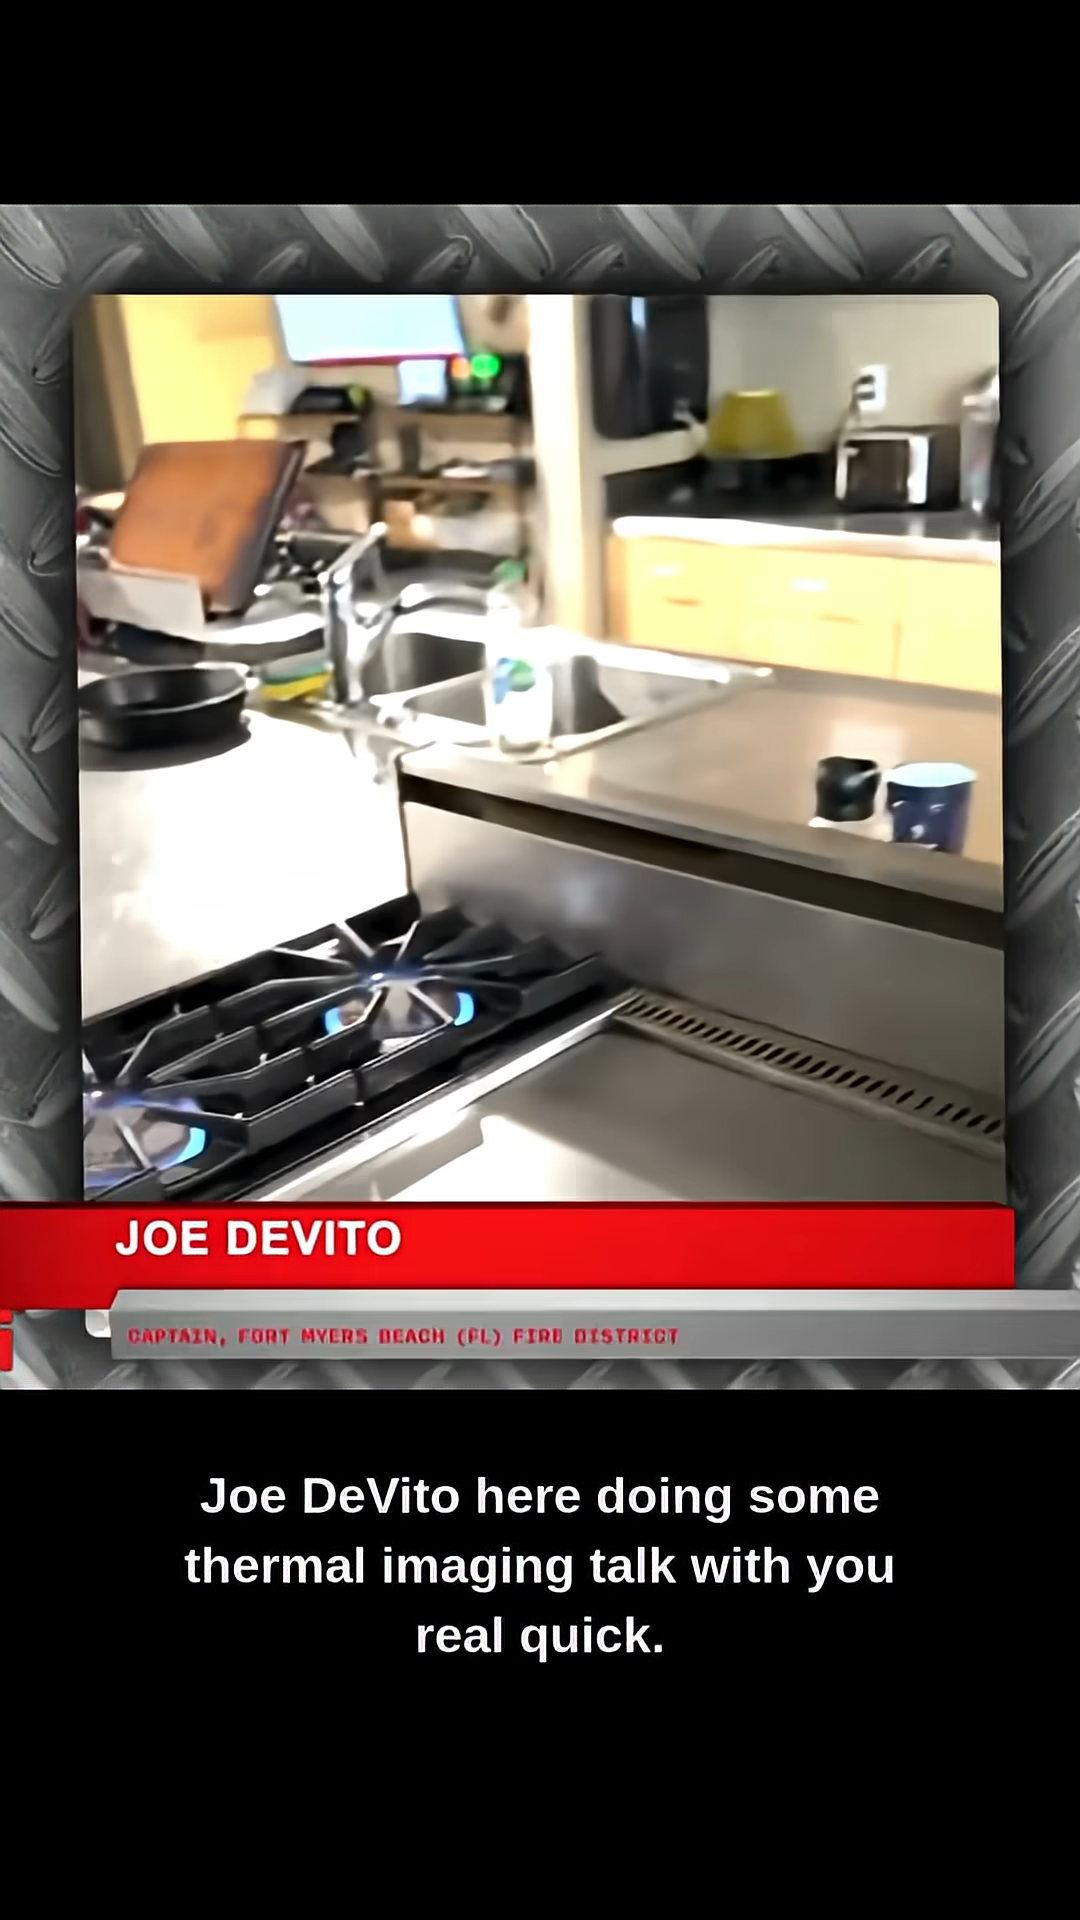 JOE DEVITO
CAPTAIN, FORT MYERS BEACH (FL) FIRE DISTRICT
Joe DeVito here doing some
thermal imaging talk with you
real quick.